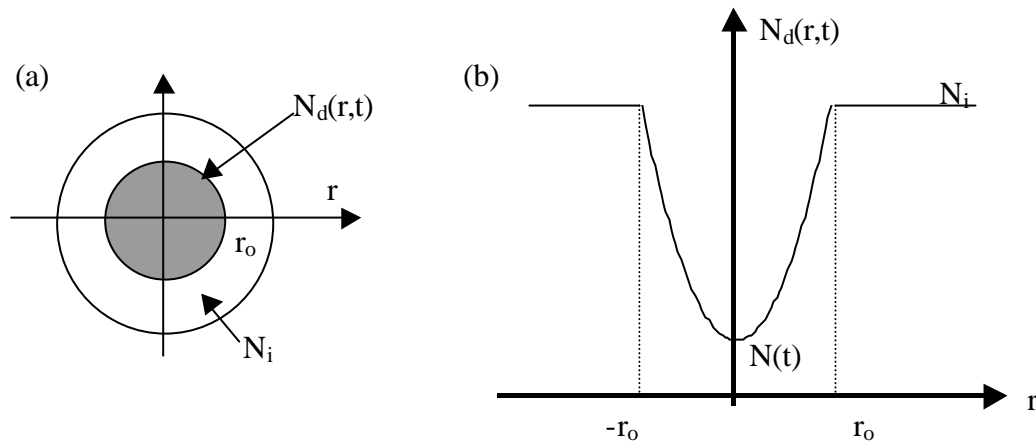 (a)
N_d(r,t)
r
r_o
N_i
(b)
N_d(r,t)
N_i
N(t)
-r_o
r_o
r